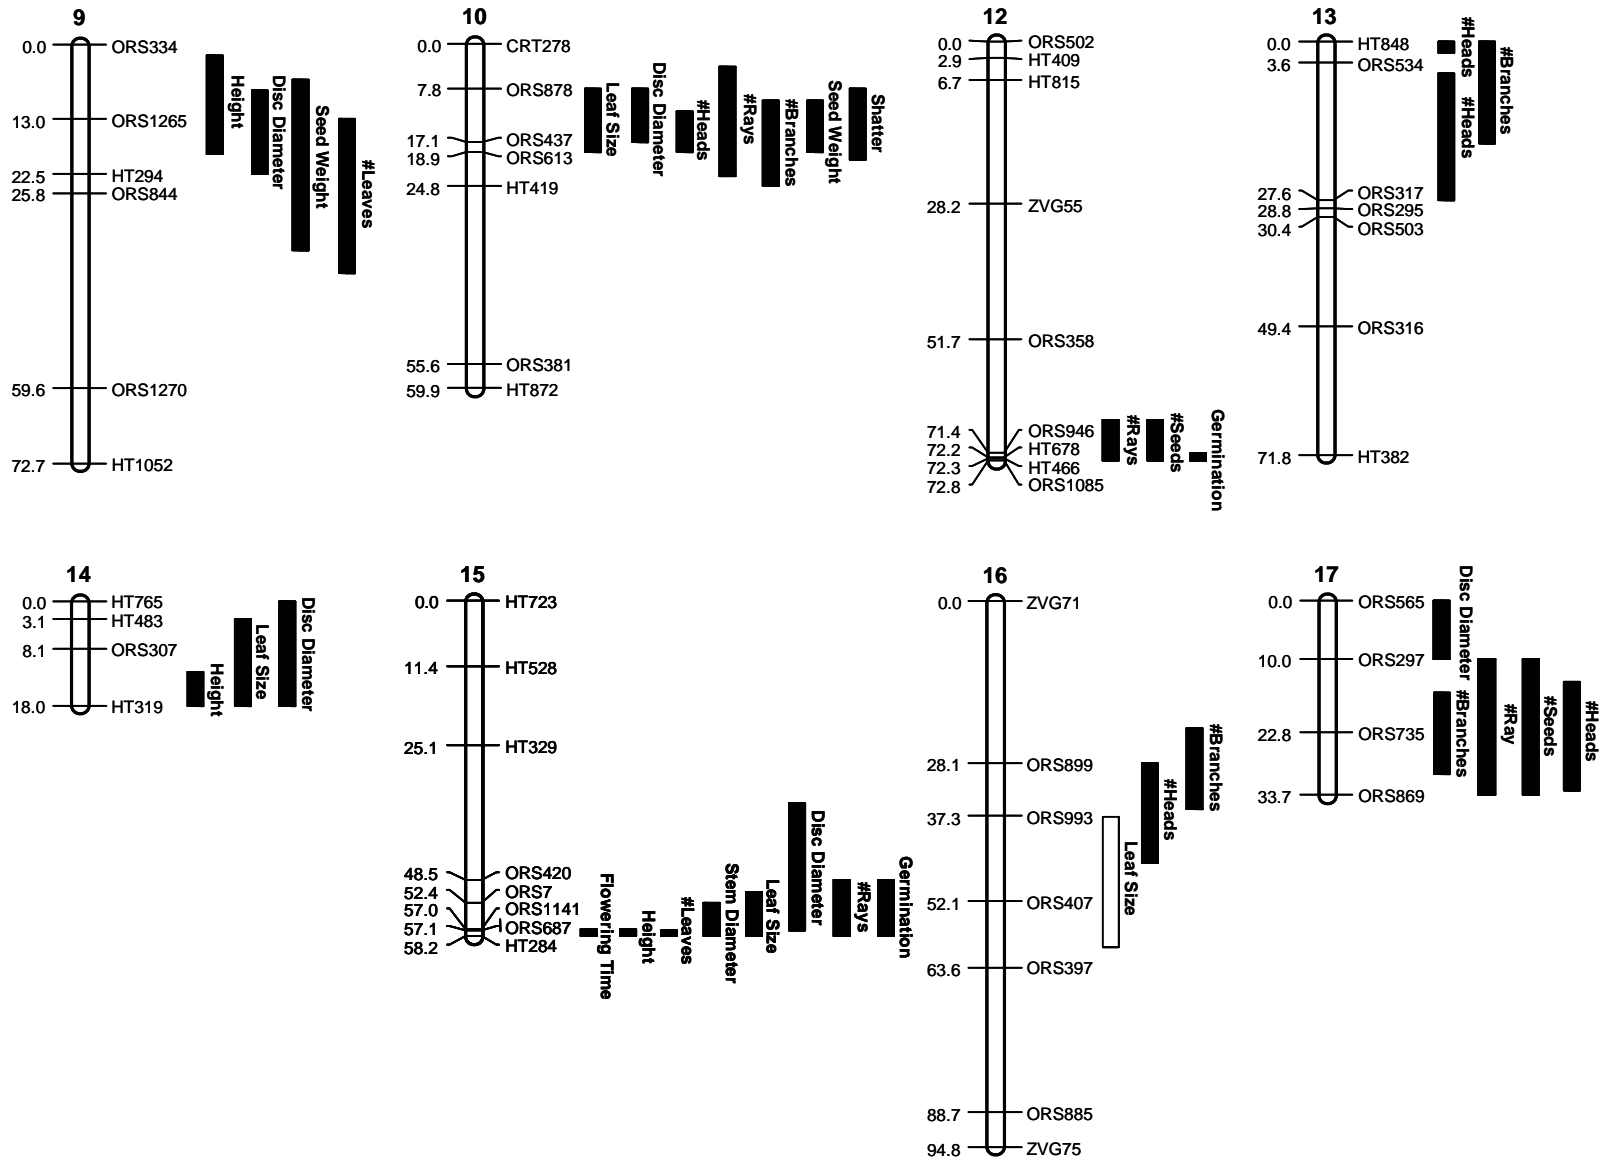 9
0.0 ORS334
13.0 ORS1265
22.5 HT294
25.8 ORS844
59.6 ORS1270
72.7 HT1052
Height
Disc Diameter
Seed Weight
#Leaves
10
0.0 CRT278
7.8 ORS878
17.1 ORS437
18.9 ORS613
24.8 HT419
55.6 ORS381
59.9 HT872
Leaf Size
Disc Diameter
#Heads
#Rays
#Branches
Seed Weight
Shatter
12
0.0 ORS502
2.9 HT409
6.7 HT815
28.2 ZVG55
51.7 ORS358
71.4 ORS946
72.2 HT678
72.3 HT466
72.8 ORS1085
#Rays
#Seeds
Germination
13
0.0 HT848
3.6 ORS534
27.6 ORS317
28.8 ORS295
30.4 ORS503
49.4 ORS316
71.8 HT382
#Heads
#Heads
#Branches
14
0.0 HT765
3.1 HT483
8.1 ORS307
18.0 HT319
Height
Leaf Size
Disc Diameter
15
0.0 HT723
11.4 HT528
25.1 HT329
48.5 ORS420
52.4 ORS7
57.0 ORS1141
57.1 ORS687
58.2 HT284
Flowering Time
Height
#Leaves
Stem Diameter
Leaf Size
Disc Diameter
#Rays
Germination
16
0.0 ZVG71
28.1 ORS899
37.3 ORS993
52.1 ORS407
63.6 ORS397
88.7 ORS885
94.8 ZVG75
Leaf Size
#Heads
#Branches
17
0.0 ORS565
10.0 ORS297
22.8 ORS735
33.7 ORS869
Disc Diameter
#Branches
#Ray
#Seeds
#Heads